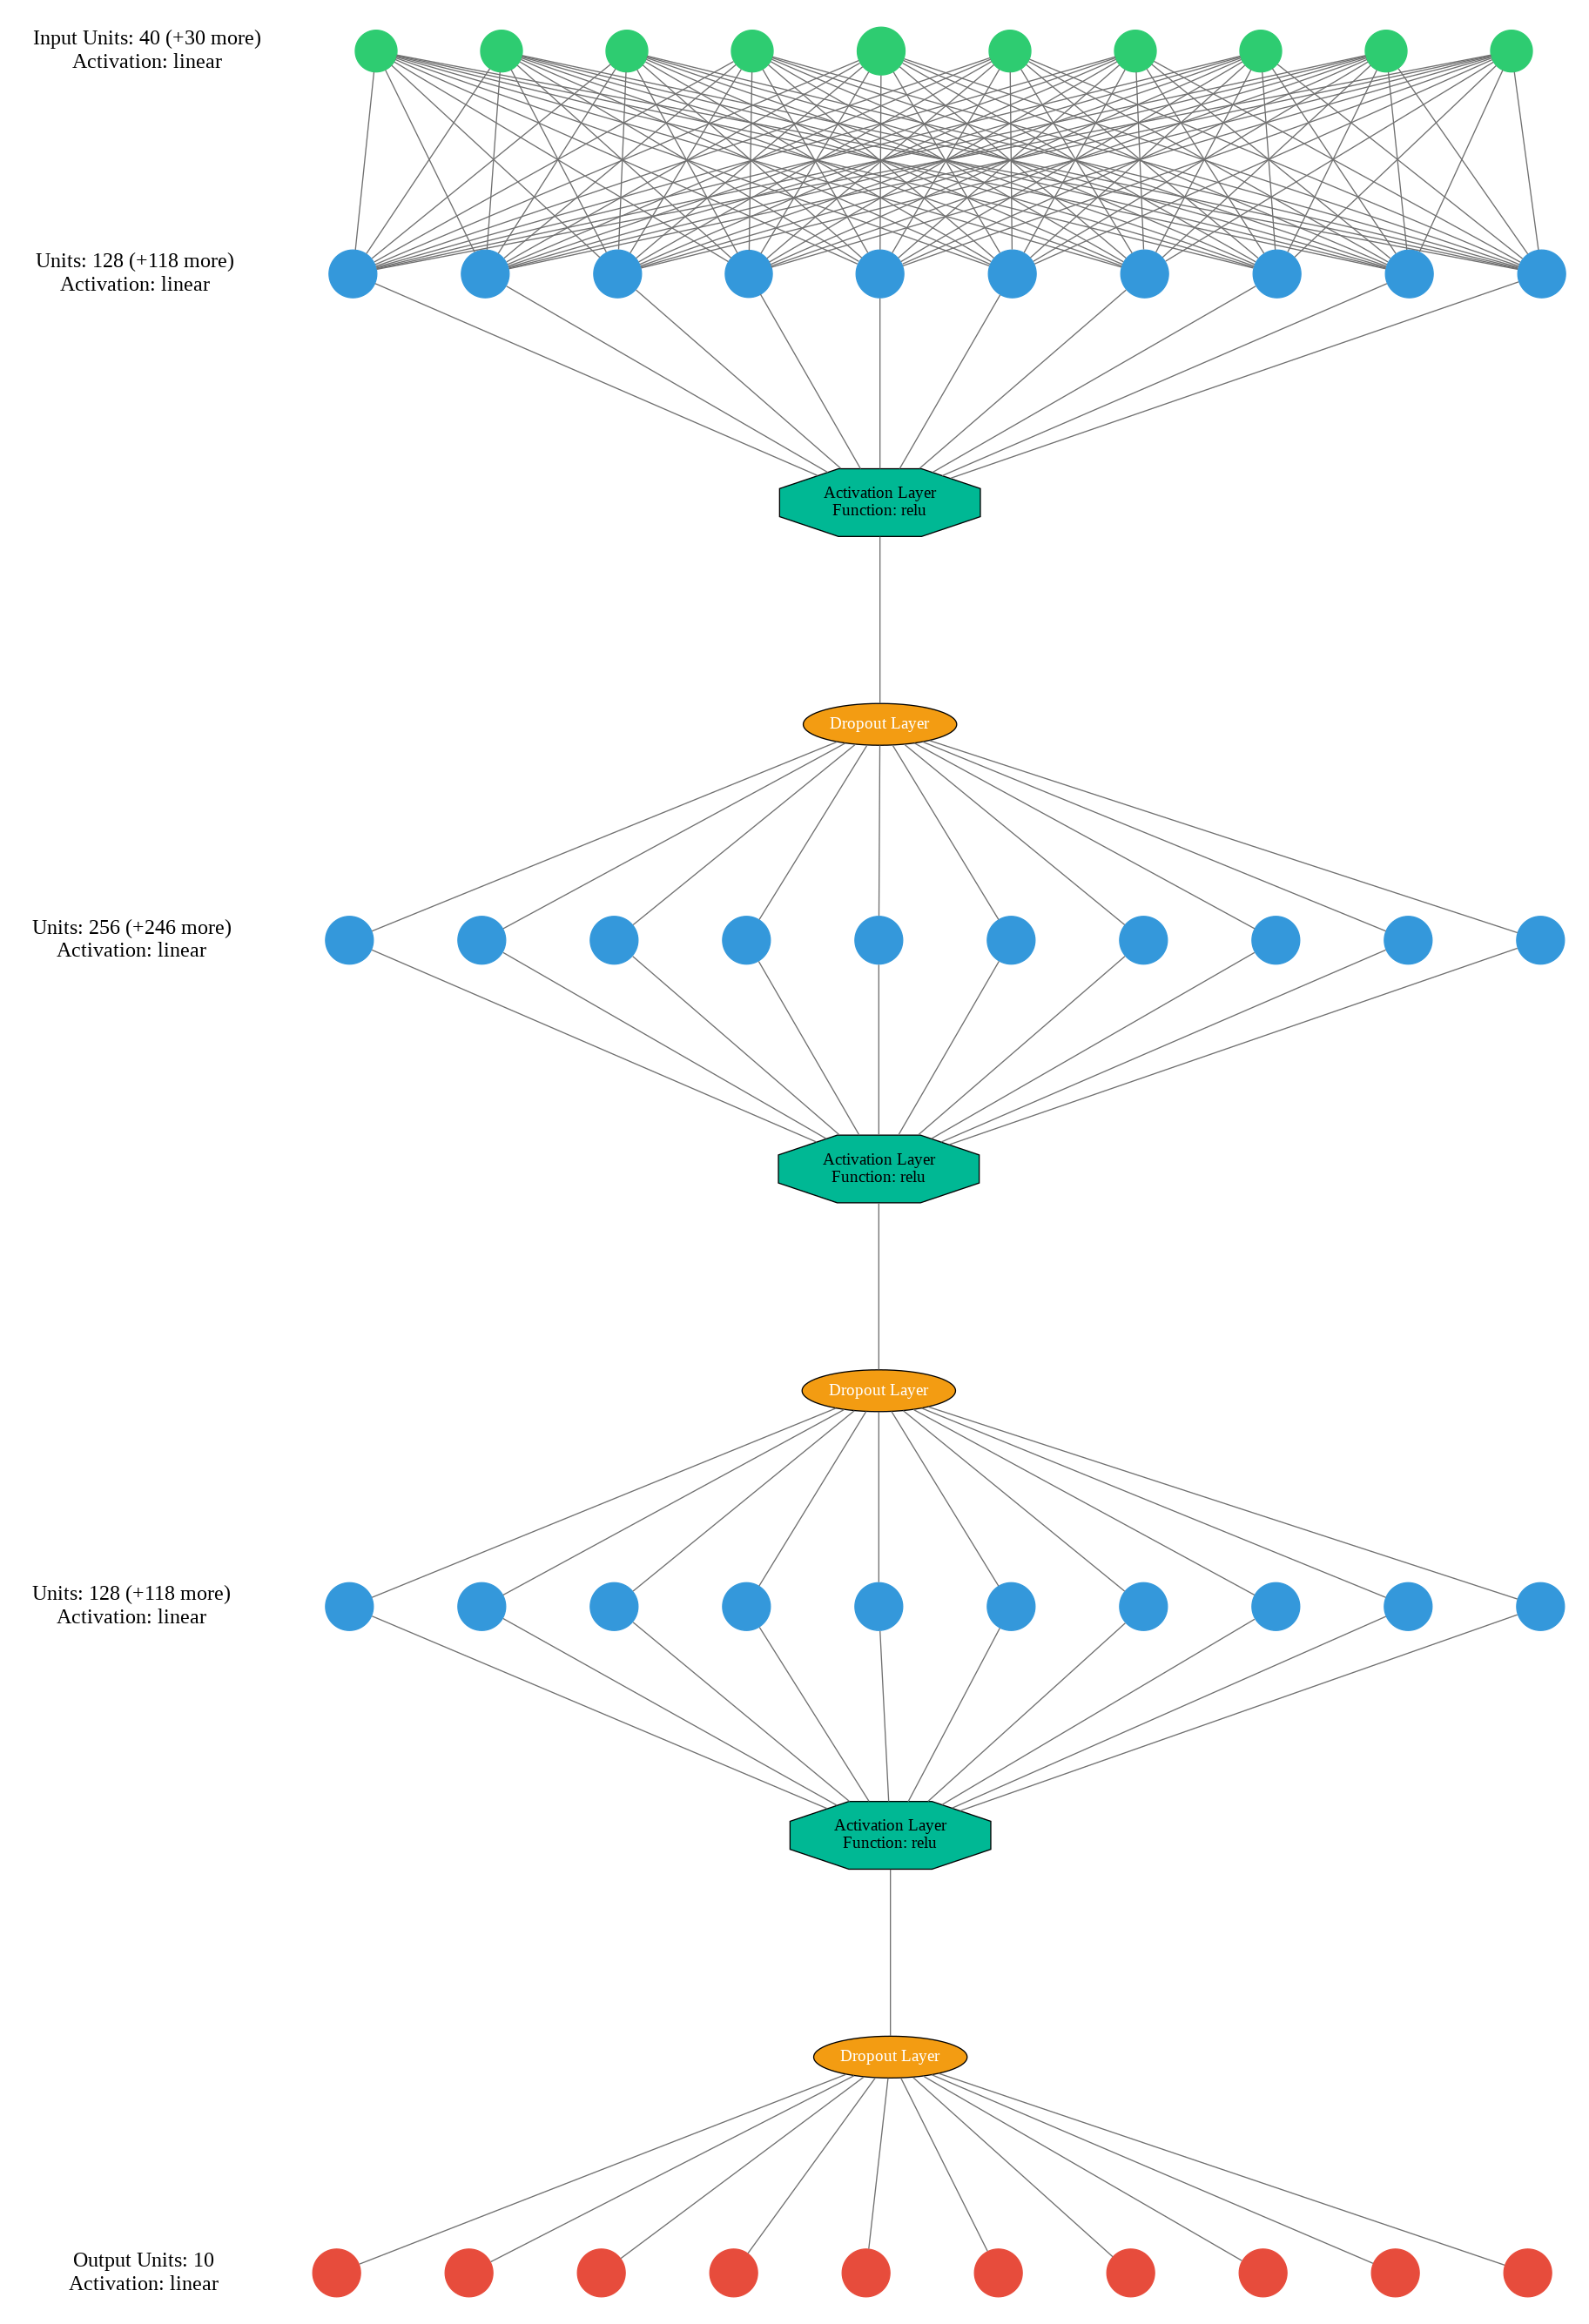 Input Units: 40 (+30 more)
Activation: linear
Units: 128 (+118 more)
Activation: linear
Activation Layer
Function: relu
Dropout Layer
Units: 256 (+246 more)
Activation: linear
Activation Layer
Function: relu
Dropout Layer
Units: 128 (+118 more)
Activation: linear
Activation Layer
Function: relu
Dropout Layer
Output Units: 10
Activation: linear